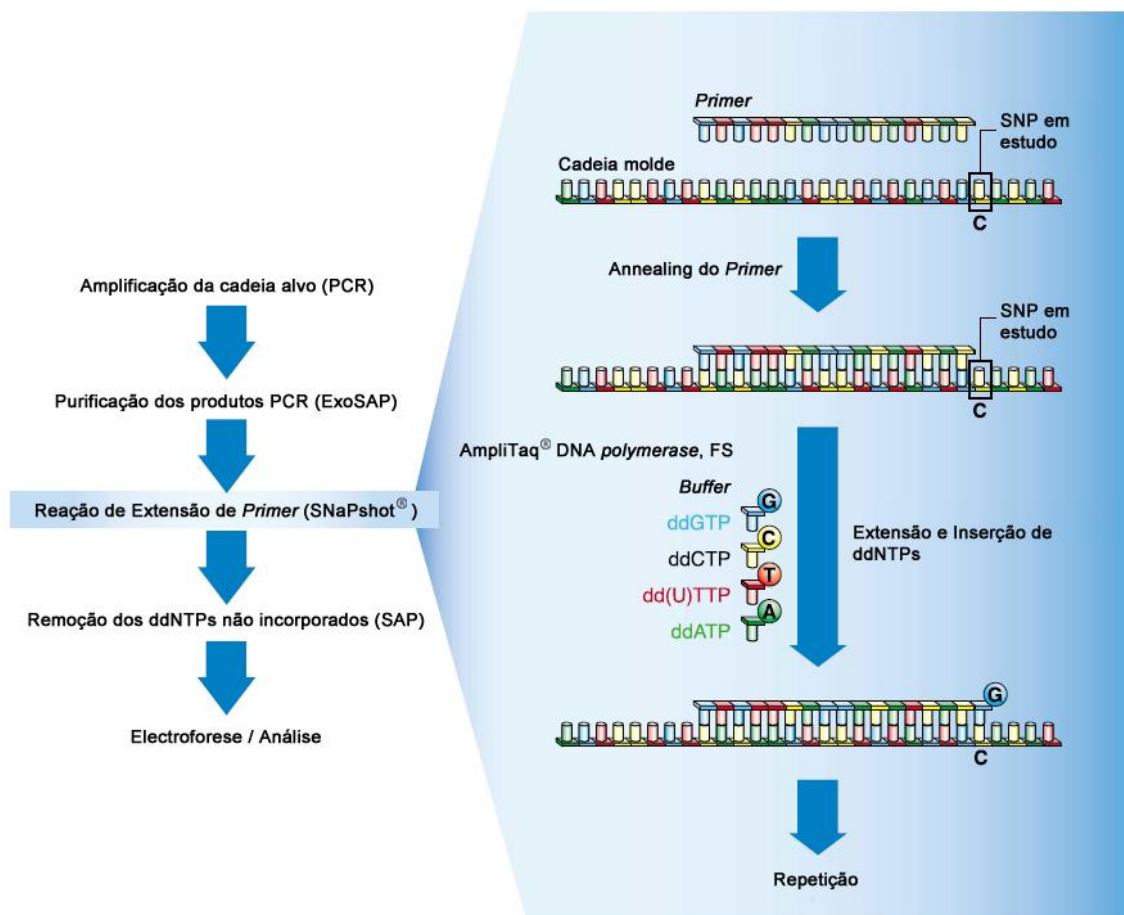 Amplificação da cadeia alvo (PCR)
Purificação dos produtos PCR (ExoSAP)
Reação de Extensão de Primer (SNaPshot®)
Remoção dos ddNTPs não incorporados (SAP)
Electroforese / Análise
Primer
SNP em
estudo
Cadeia molde
C
Annealing do Primer
SNP em
estudo
C
AmpliTaq® DNA polymerase, FS
Buffer
ddGTP
G
ddCTP
C
dd(U)TTP
T
ddATP
A
Extensão e Inserção de
ddNTPs
G
C
Repetição